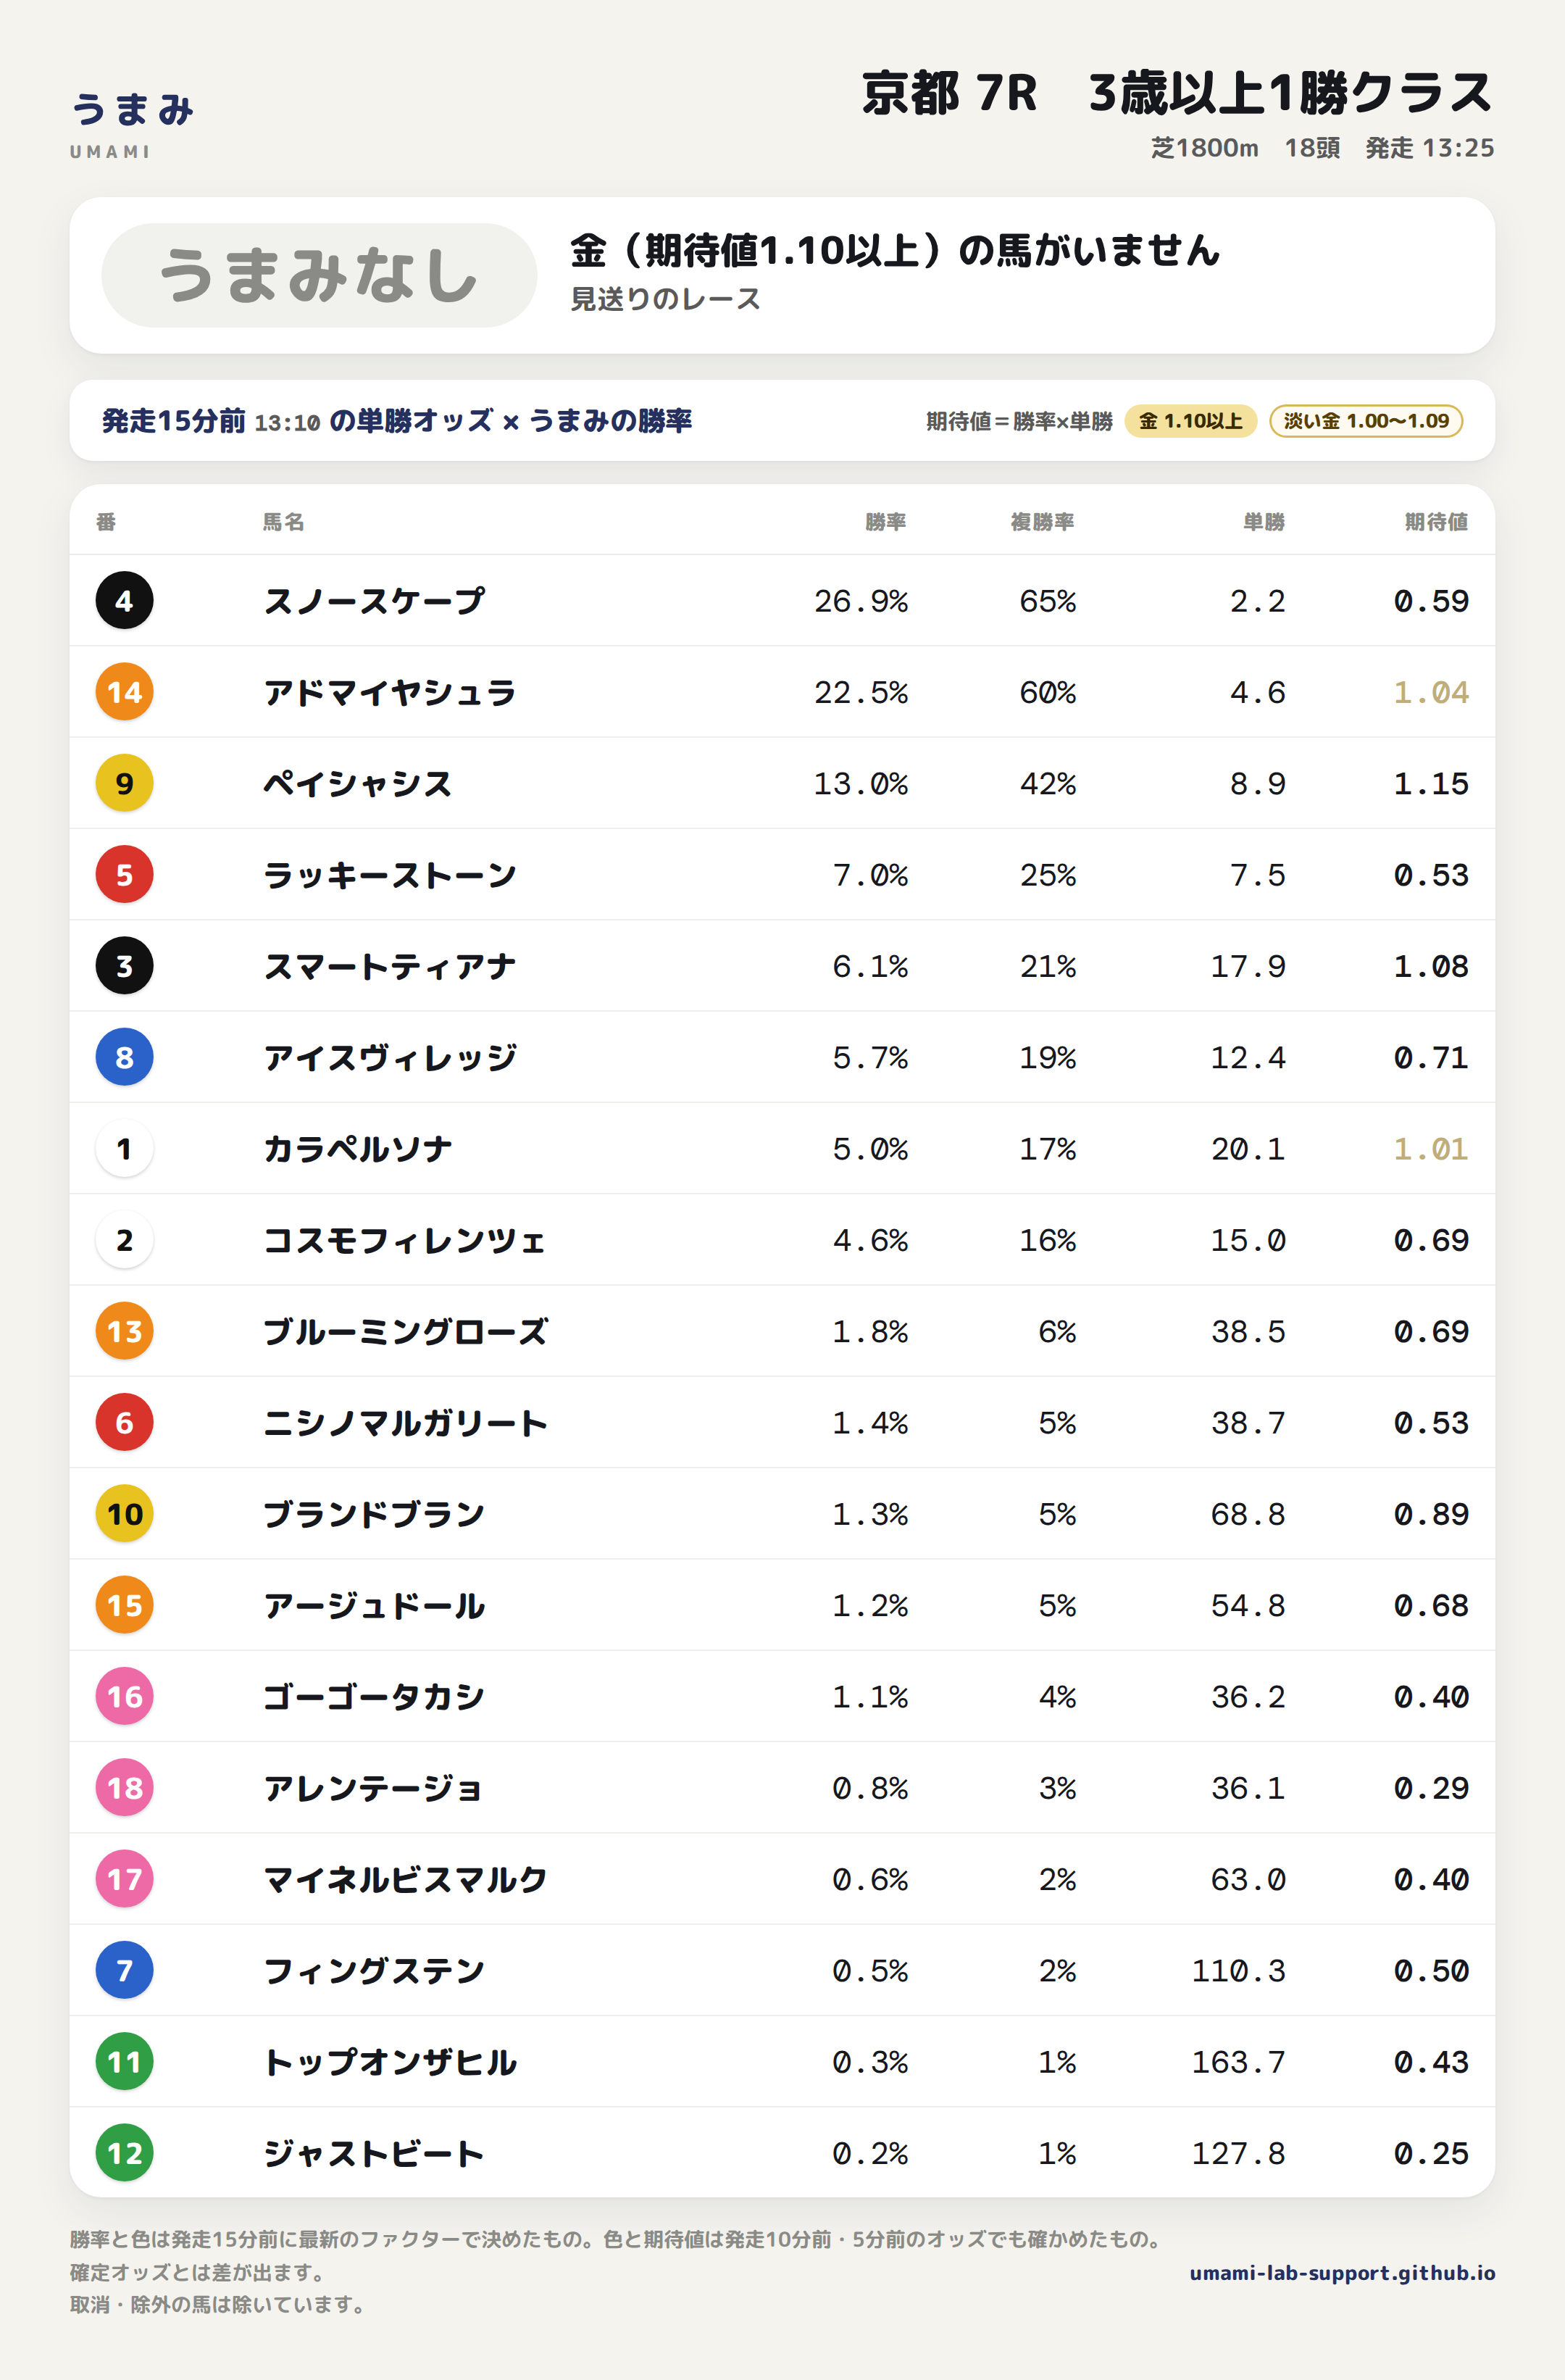 うまみ
UMAMI
京都 7R　3歳以上1勝クラス
芝1800m　18頭　発走 13:25
うまみなし
金（期待値1.10以上）の馬がいません
見送りのレース
発走15分前 13:10 の単勝オッズ × うまみの勝率
期待値＝勝率×単勝 金 1.10以上 淡い金 1.00〜1.09
番 馬名 勝率 複勝率 単勝 期待値
4 スノースケープ 26.9% 65% 2.2 0.59
14 アドマイヤシュラ 22.5% 60% 4.6 1.04
9 ペイシャシス 13.0% 42% 8.9 1.15
5 ラッキーストーン 7.0% 25% 7.5 0.53
3 スマートティアナ 6.1% 21% 17.9 1.08
8 アイスヴィレッジ 5.7% 19% 12.4 0.71
1 カラペルソナ 5.0% 17% 20.1 1.01
2 コスモフィレンツェ 4.6% 16% 15.0 0.69
13 ブルーミングローズ 1.8% 6% 38.5 0.69
6 ニシノマルガリート 1.4% 5% 38.7 0.53
10 ブランドブラン 1.3% 5% 68.8 0.89
15 アージュドール 1.2% 5% 54.8 0.68
16 ゴーゴータカシ 1.1% 4% 36.2 0.40
18 アレンテージョ 0.8% 3% 36.1 0.29
17 マイネルビスマルク 0.6% 2% 63.0 0.40
7 フィングステン 0.5% 2% 110.3 0.50
11 トップオンザヒル 0.3% 1% 163.7 0.43
12 ジャストビート 0.2% 1% 127.8 0.25
勝率と色は発走15分前に最新のファクターで決めたもの。色と期待値は発走10分前・5分前のオッズでも確かめたもの。
確定オッズとは差が出ます。
取消・除外の馬は除いています。
umami-lab-support.github.io